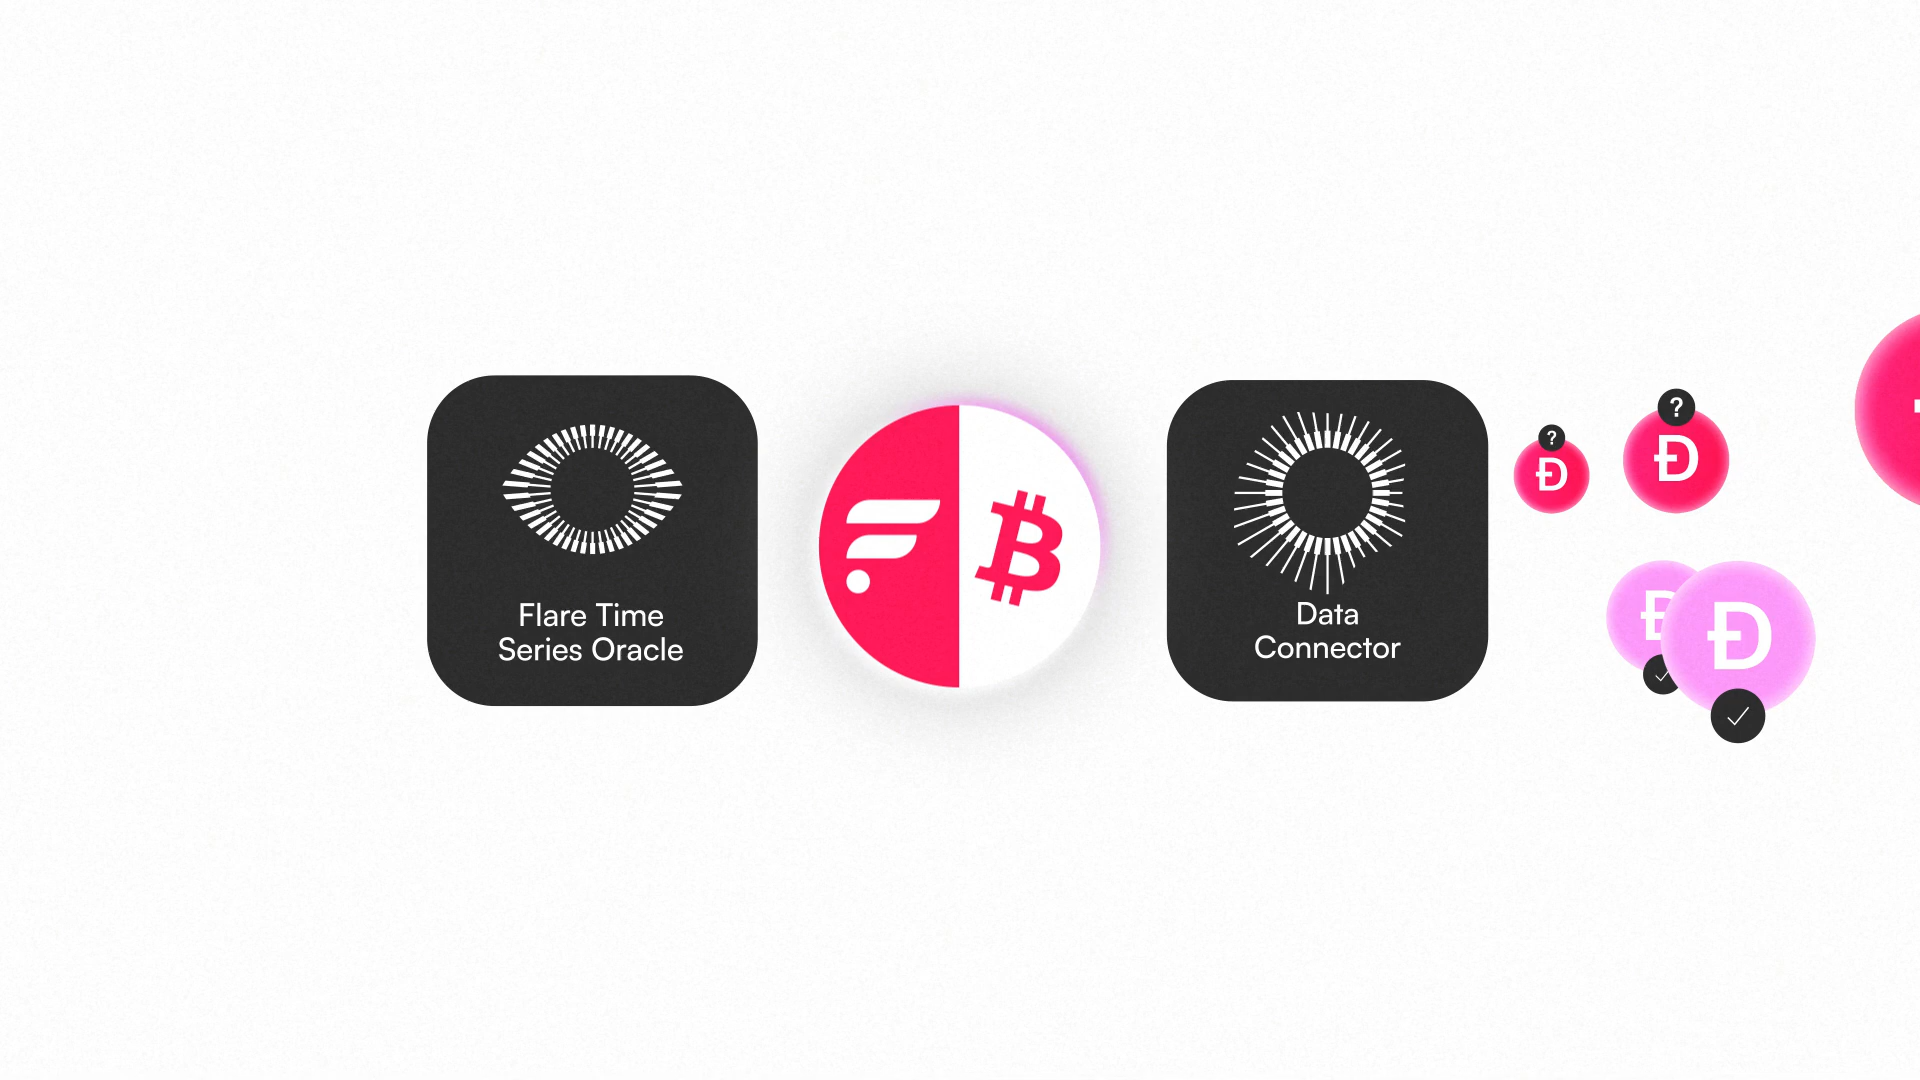 Flare Time
Series Oracle
Data
Connector
?
?